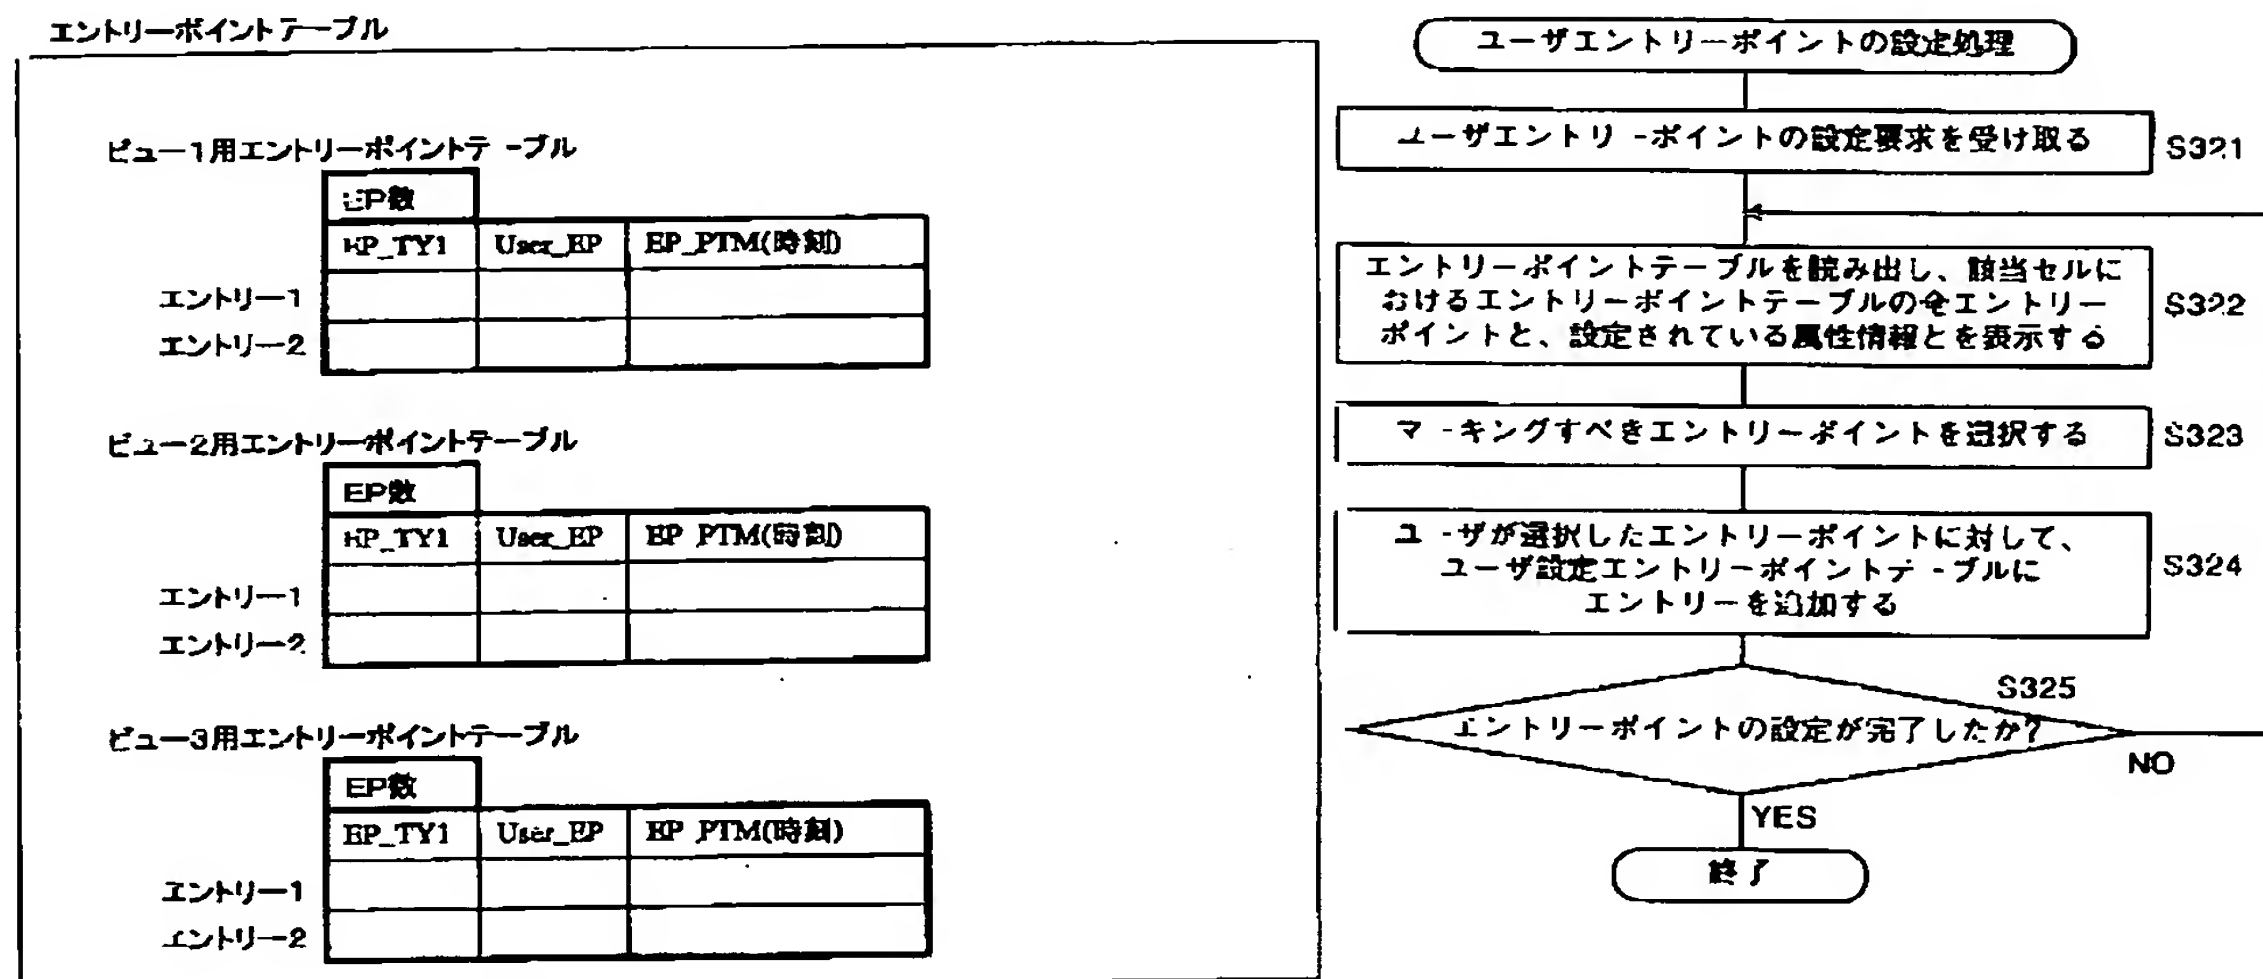 エントリーポイントテーブル
ビュー1用エントリーポイントテーブル
EP数
EP_TY1 User_EP EP_PTM(時刻)
エントリー1
エントリー2
ビュー2用エントリーポイントテーブル
EP数
EP_TY1 User_EP EP_PTM(時刻)
エントリー1
エントリー2
ビュー3用エントリーポイントテーブル
EP数
EP_TY1 User_EP EP_PTM(時刻)
エントリー1
エントリー2
ユーザエントリーポイントの設定処理
ユーザエントリーポイントの設定要求を受け取る
S321
エントリーポイントテーブルを読み出し、該当セルに
おけるエントリーポイントテーブルの全エントリー
ポイントと、設定されている属性情報とを表示する
S322
マーキングすべきエントリーポイントを選択する
S323
ユーザが選択したエントリーポイントに対して、
ユーザ設定エントリーポイントテーブルに
エントリーを追加する
S324
S325
エントリーポイントの設定が完了したか?
NO
YES
終了